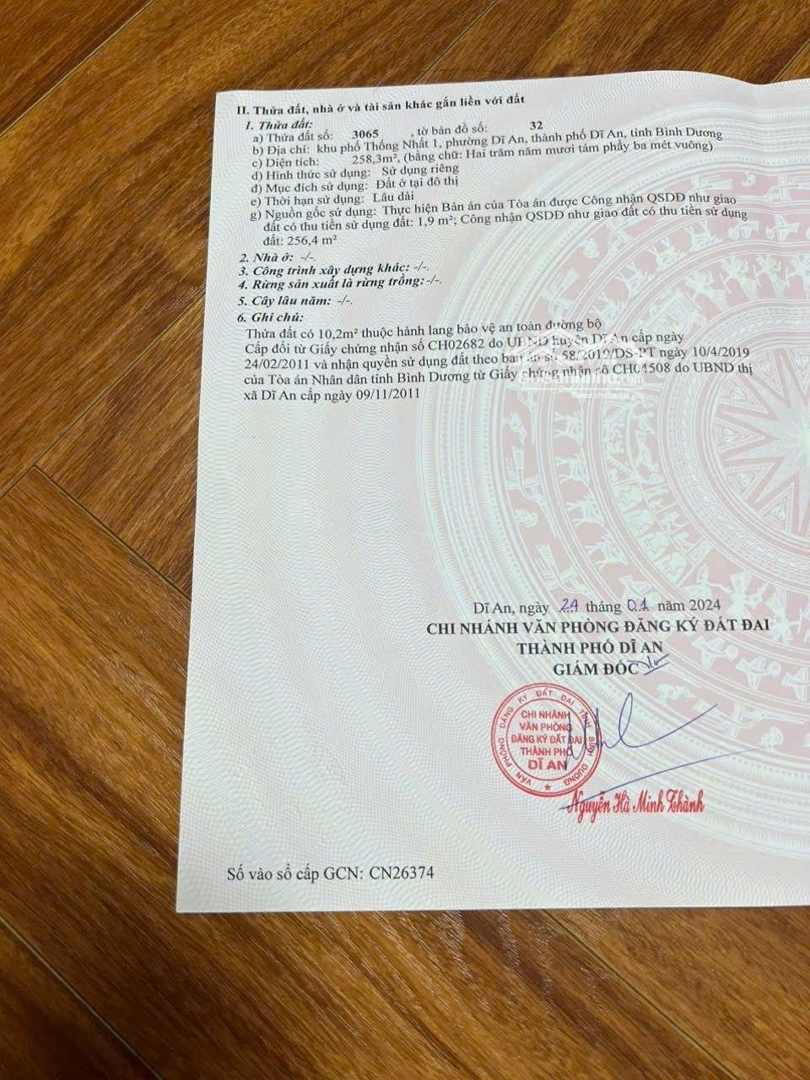 II. Thửa đất, nhà ở và tài sản khác gắn liền với đất
1. Thửa đất:
a) Thửa đất số: 3065 , tờ bản đồ số: 32
b) Địa chỉ: khu phố Thống Nhất 1, phường Dĩ An, thành phố Dĩ An, tỉnh Bình Dương
c) Diện tích: 258,3m², (bằng chữ: Hai trăm năm mươi tám phẩy ba mét vuông)
d) Hình thức sử dụng: Sử dụng riêng
đ) Mục đích sử dụng: Đất ở tại đô thị
e) Thời hạn sử dụng: Lâu dài
g) Nguồn gốc sử dụng: Thực hiện Bản án của Tòa án được Công nhận QSDĐ như giao
đất có thu tiền sử dụng đất: 1,9 m²; Công nhận QSDĐ như giao đất có thu tiền sử dụng
đất: 256,4 m²
2. Nhà ở: -/-.
3. Công trình xây dựng khác: -/-.
4. Rừng sản xuất là rừng trồng: -/-.
5. Cây lâu năm: -/-.
6. Ghi chú:
Thửa đất có 10,2m² thuộc hành lang bảo vệ an toàn đường bộ
Cấp đổi từ Giấy chứng nhận số CH02682 do UBND huyện Dĩ An cấp ngày
24/02/2011 và nhận quyền sử dụng đất theo bản án số 58/2019/DS-PT ngày 10/4/2019
của Tòa án Nhân dân tỉnh Bình Dương từ Giấy chứng nhận số CH04508 do UBND thị
xã Dĩ An cấp ngày 09/11/2011
Dĩ An, ngày 24 tháng 01 năm 2024
CHI NHÁNH VĂN PHÒNG ĐĂNG KÝ ĐẤT ĐAI
THÀNH PHỐ DĨ AN
GIÁM ĐỐC
VĂN PHÒNG ĐĂNG KÝ ĐẤT ĐAI TỈNH BÌNH DƯƠNG
CHI NHÁNH
VĂN PHÒNG
ĐĂNG KÝ ĐẤT ĐAI
THÀNH PHỐ
DĨ AN
Nguyễn Hà Minh Thành
Số vào sổ cấp GCN: CN26374